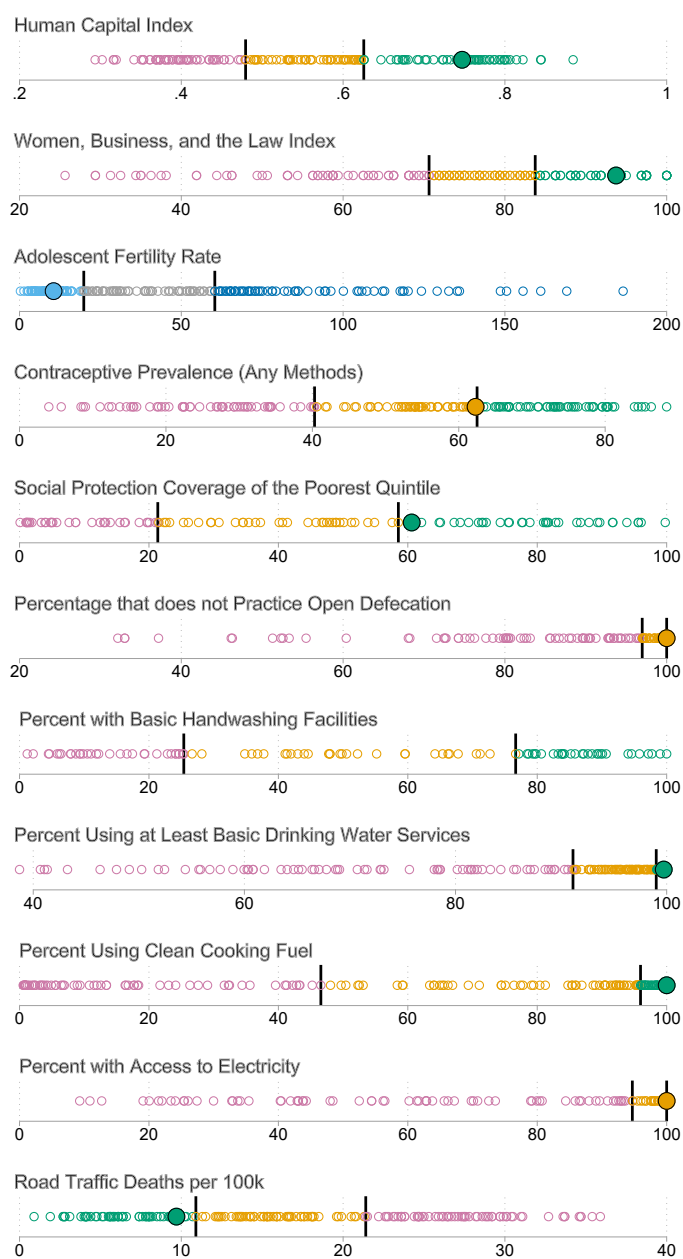 Human Capital Index
.2 .4 .6 .8 1
Women, Business, and the Law Index
20 40 60 80 100
Adolescent Fertility Rate
0 50 100 150 200
Contraceptive Prevalence (Any Methods)
0 20 40 60 80
Social Protection Coverage of the Poorest Quintile
0 20 40 60 80 100
Percentage that does not Practice Open Defecation
20 40 60 80 100
Percent with Basic Handwashing Facilities
0 20 40 60 80 100
Percent Using at Least Basic Drinking Water Services
40 60 80 100
Percent Using Clean Cooking Fuel
0 20 40 60 80 100
Percent with Access to Electricity
0 20 40 60 80 100
Road Traffic Deaths per 100k
0 10 20 30 40